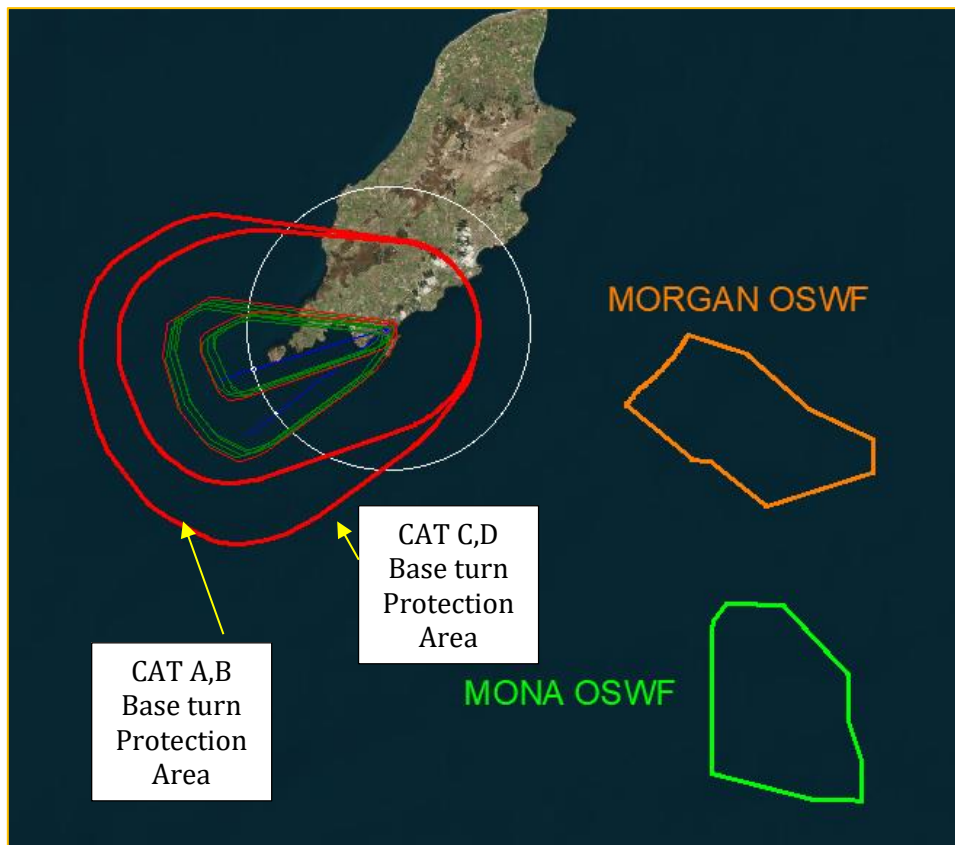 MORGAN OSWF
CAT C,D
Base turn
Protection
Area
CAT A,B
Base turn
Protection
Area
MONA OSWF